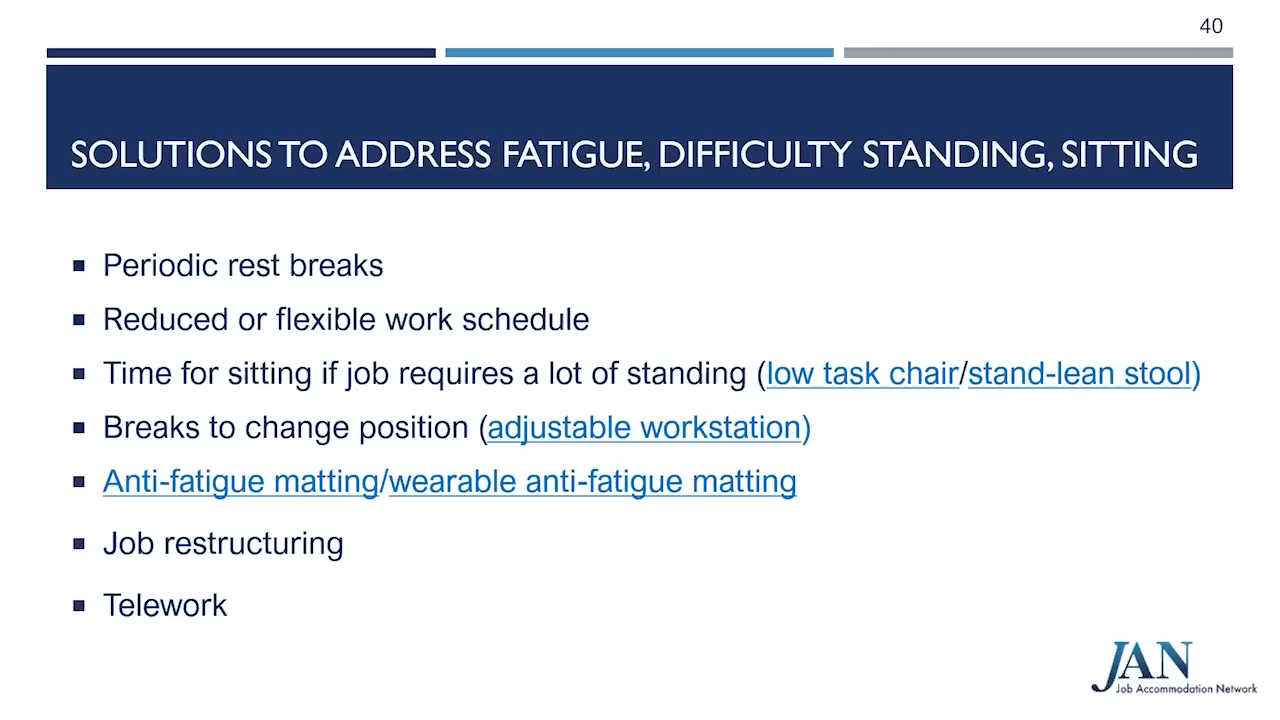 40
SOLUTIONS TO ADDRESS FATIGUE, DIFFICULTY STANDING, SITTING
▪ Periodic rest breaks
▪ Reduced or flexible work schedule
▪ Time for sitting if job requires a lot of standing (low task chair/stand-lean stool)
▪ Breaks to change position (adjustable workstation)
▪ Anti-fatigue matting/wearable anti-fatigue matting
▪ Job restructuring
▪ Telework
JAN
Job Accommodation Network